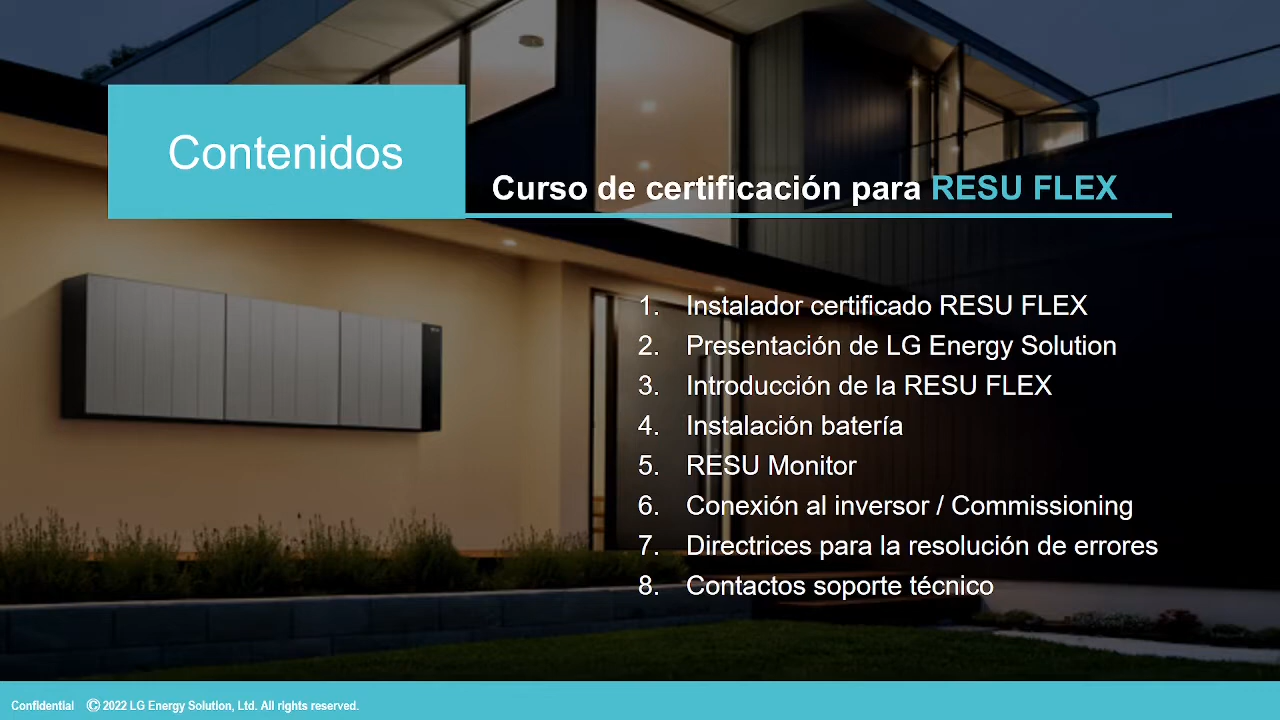 Contenidos
Curso de certificación para RESU FLEX
1. Instalador certificado RESU FLEX
2. Presentación de LG Energy Solution
3. Introducción de la RESU FLEX
4. Instalación batería
5. RESU Monitor
6. Conexión al inversor / Commissioning
7. Directrices para la resolución de errores
8. Contactos soporte técnico
Confidential ©2022 LG Energy Solution, Ltd. All rights reserved.